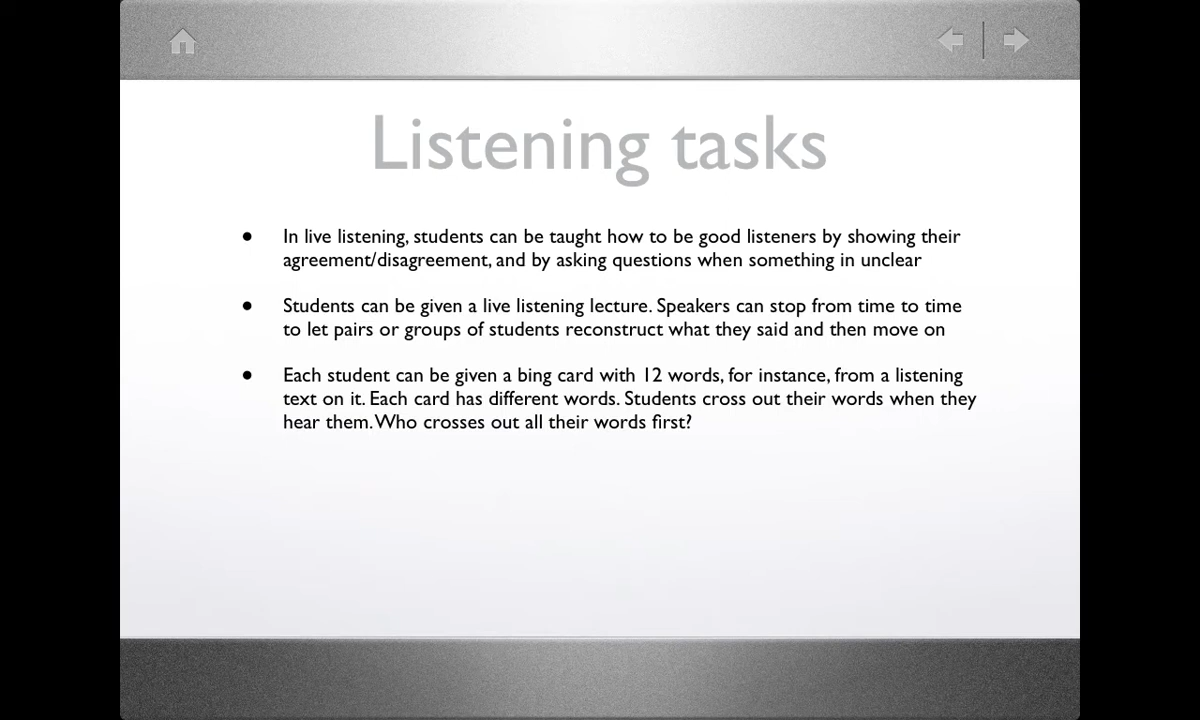 Listening tasks
• In live listening, students can be taught how to be good listeners by showing their
agreement/disagreement, and by asking questions when something in unclear
• Students can be given a live listening lecture. Speakers can stop from time to time
to let pairs or groups of students reconstruct what they said and then move on
• Each student can be given a bing card with 12 words, for instance, from a listening
text on it. Each card has different words. Students cross out their words when they
hear them. Who crosses out all their words first?